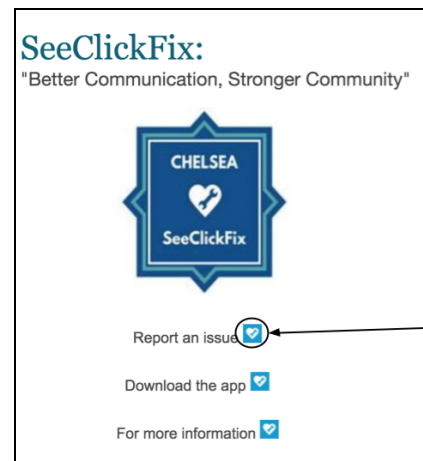 SeeClickFix:
"Better Communication, Stronger Community"
CHELSEA
SeeClickFix
Report an issue
Download the app
For more information